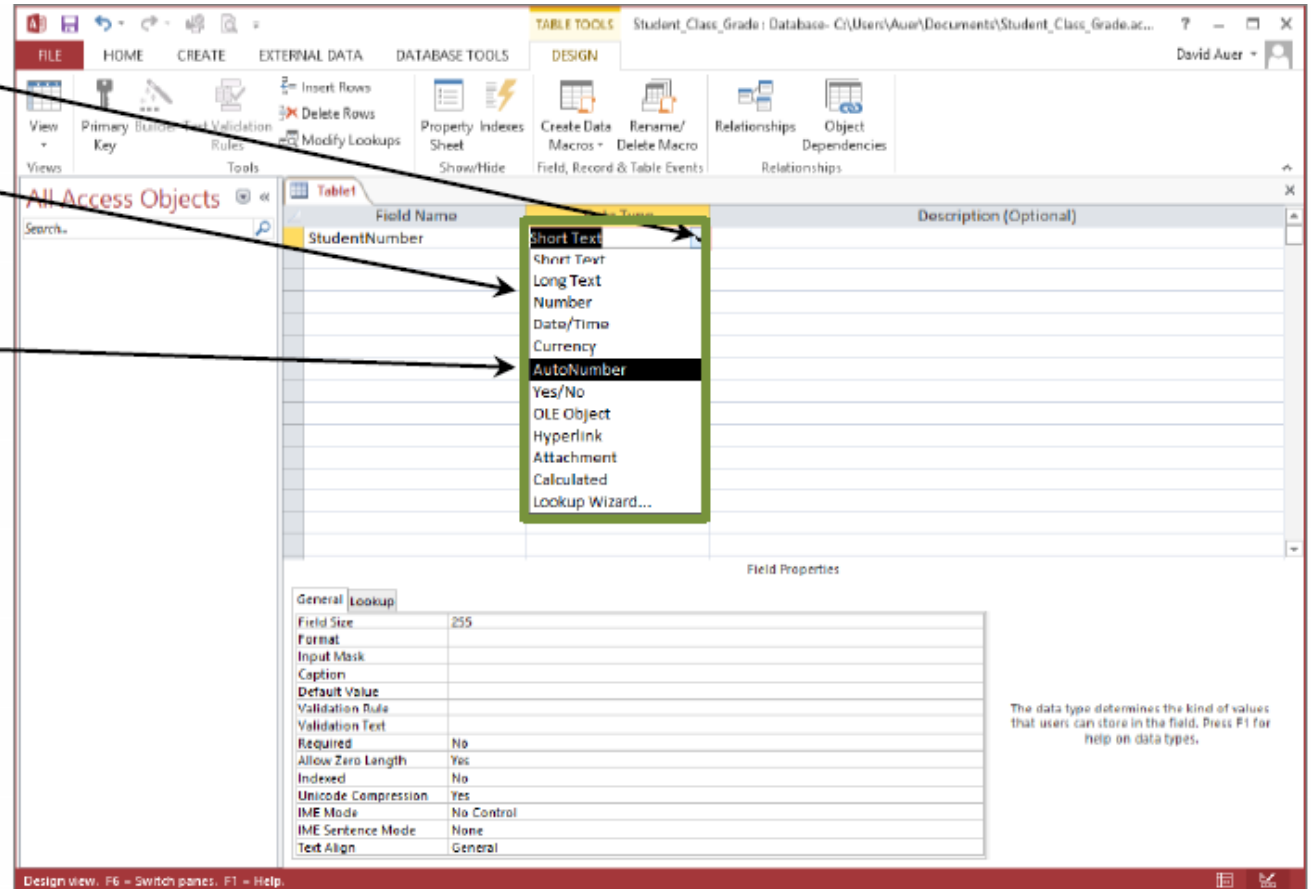 TABLE TOOLS Student_Class_Grade : Database- C:\Users\Auer\Documents\Student_Class_Grade.ac... ?
FILE HOME CREATE EXTERNAL DATA DATABASE TOOLS DESIGN David Auer
Insert Rows
Delete Rows
Modify Lookups
View
Primary Key
Builder
Test Validation Rules
Property Sheet
Indexes
Create Data Macros
Rename/ Delete Macro
Relationships
Object Dependencies
Views Tools Show/Hide Field, Record & Table Events Relationships
All Access Objects
Search..
Table1
Field Name Data Type Description (Optional)
StudentNumber Short Text
Short Text
Long Text
Number
Date/Time
Currency
AutoNumber
Yes/No
OLE Object
Hyperlink
Attachment
Calculated
Lookup Wizard...
Field Properties
General Lookup
Field Size 255
Format
Input Mask
Caption
Default Value
Validation Rule
Validation Text
Required No
Allow Zero Length Yes
Indexed No
Unicode Compression Yes
IME Mode No Control
IME Sentence Mode None
Text Align General
The data type determines the kind of values
that users can store in the field. Press F1 for
help on data types.
Design view. F6 = Switch panes. F1 = Help.